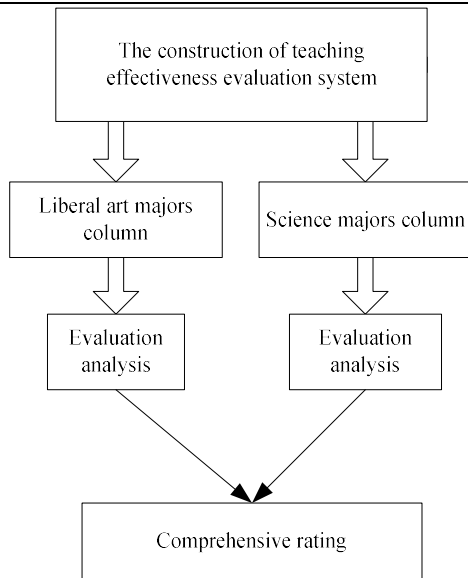 The construction of teaching
effectiveness evaluation system
Liberal art majors
column
Science majors column
Evaluation
analysis
Evaluation
analysis
Comprehensive rating